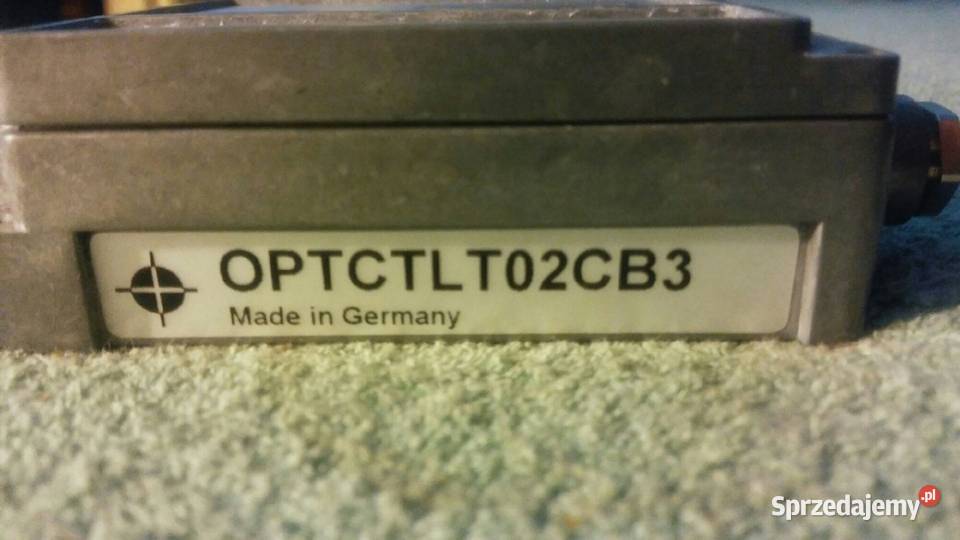 OPTCTLT02CB3
Made in Germany
Sprzedajemy.pl